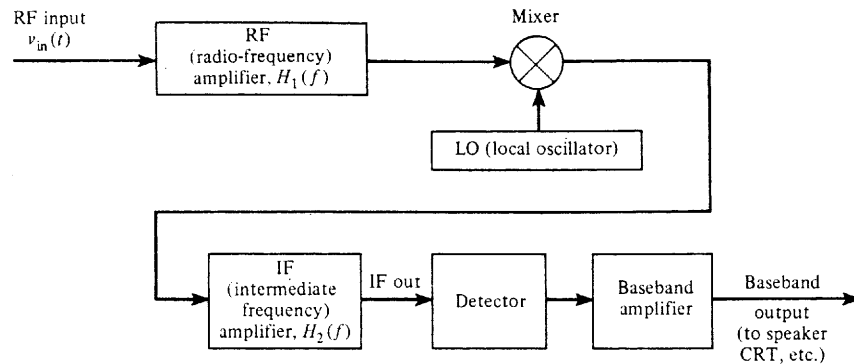 RF input
v_in(t)
RF
(radio-frequency)
amplifier, H_1(f)
Mixer
LO (local oscillator)
IF
(intermediate
frequency)
amplifier, H_2(f)
IF out
Detector
Baseband
amplifier
Baseband
output
(to speaker
CRT, etc.)